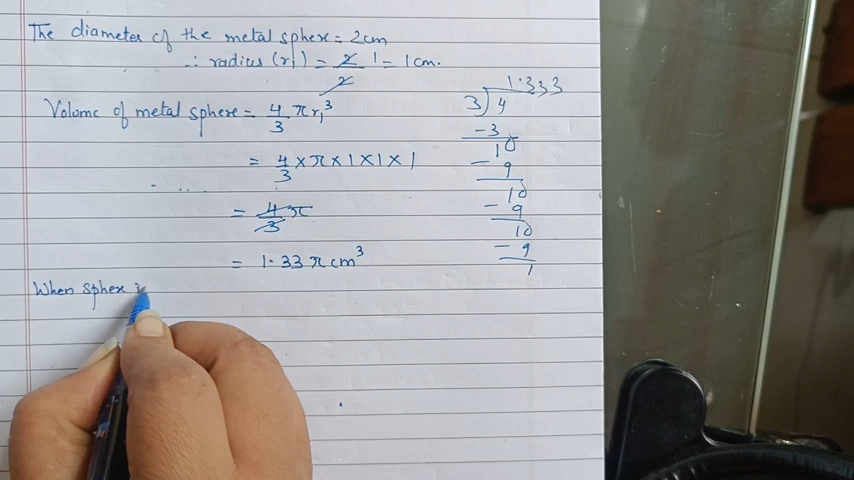 The diameter of the metal sphere = 2cm
∴ radius (r₁) = 2/2 1 = 1cm.
Volume of metal sphere = 4/3 πr₁³
= 4/3 × π × 1 × 1 × 1
= 4/3 π
= 1.33 π cm³
When spher i
1.333
3) 4
-3
10
- 9
10
- 9
10
- 9
1